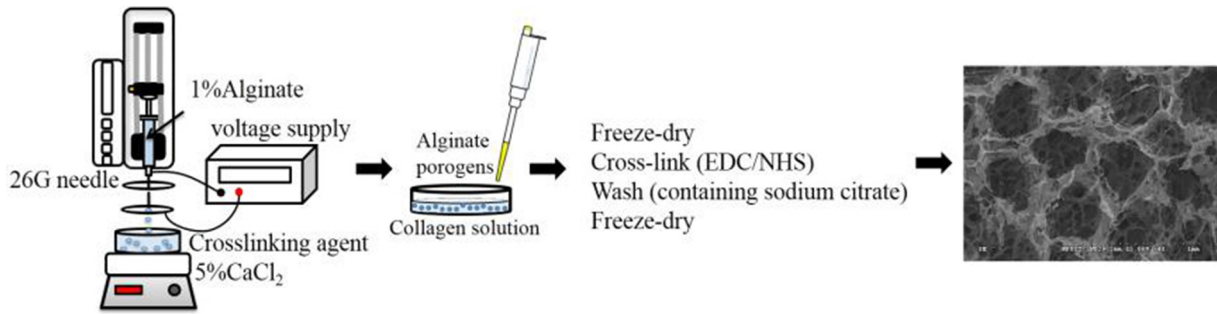 1%Alginate
voltage supply
26G needle
Crosslinking agent
5%CaCl₂
Alginate
porogens
Collagen solution
Freeze-dry
Cross-link (EDC/NHS)
Wash (containing sodium citrate)
Freeze-dry
1mm